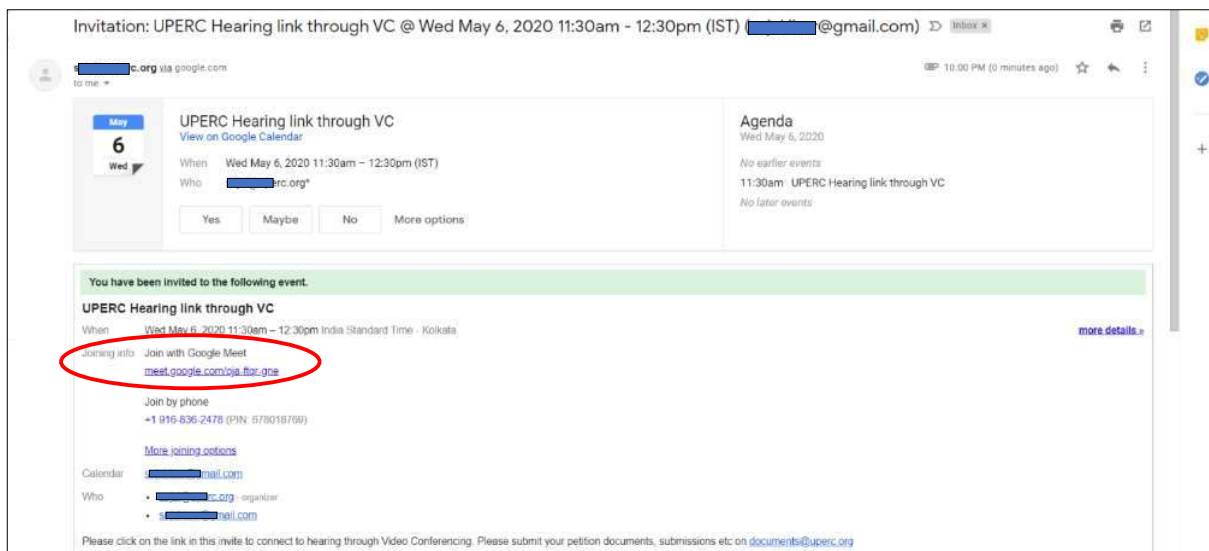 Invitation: UPERC Hearing link through VC @ Wed May 6, 2020 11:30am - 12:30pm (IST) ( @gmail.com) Inbox ×
s c.org via google.com 10:00 PM (0 minutes ago)
to me
May UPERC Hearing link through VC Agenda
6 View on Google Calendar Wed May 6, 2020
Wed When Wed May 6, 2020 11:30am – 12:30pm (IST) No earlier events
Who erc.org* 11:30am UPERC Hearing link through VC
No later events
Yes Maybe No More options
You have been invited to the following event.
UPERC Hearing link through VC
When Wed May 6, 2020 11:30am – 12:30pm India Standard Time - Kolkata more details »
Joining info Join with Google Meet
meet.google.com/oja-ftqr-gne
Join by phone
+1 916-836-2478 (PIN: 678018769)
More joining options
Calendar s mail.com
Who • rc.org - organizer
• s mail.com
Please click on the link in this invite to connect to hearing through Video Conferencing. Please submit your petition documents, submissions etc on documents@uperc.org